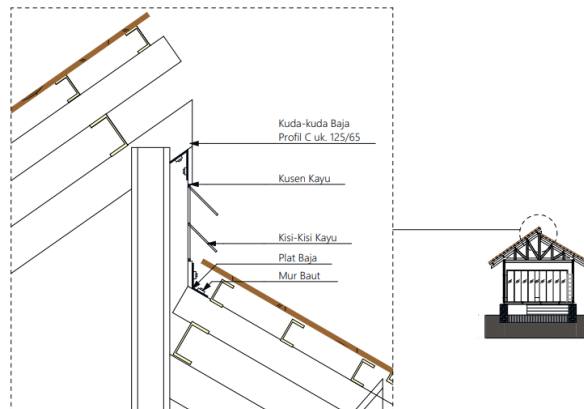 Kuda-kuda Baja
Profil C uk. 125/65
Kusen Kayu
Kisi-Kisi Kayu
Plat Baja
Mur Baut